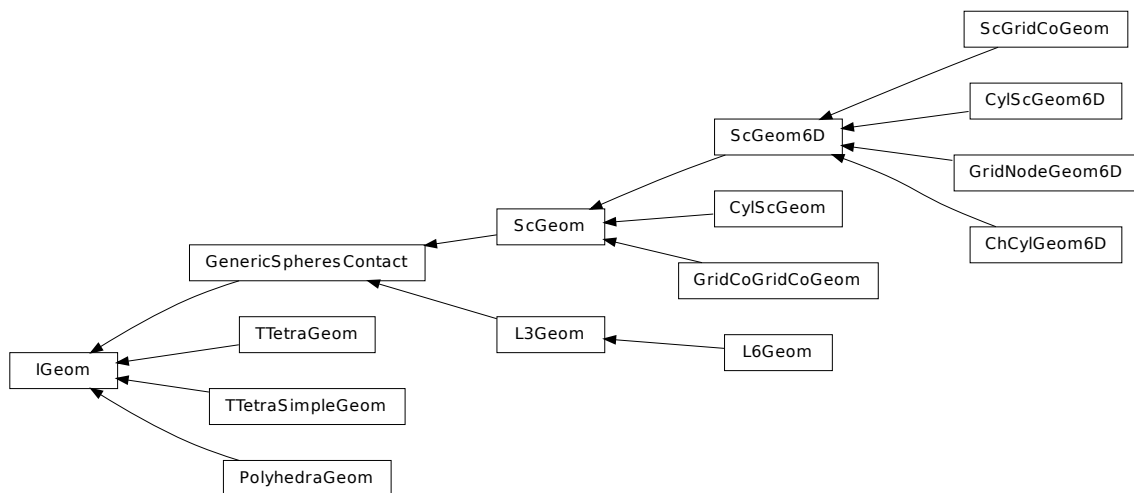 ScGridCoGeom
CylScGeom6D
ScGeom6D
GridNodeGeom6D
CylScGeom
ScGeom
ChCylGeom6D
GenericSpheresContact
GridCoGridCoGeom
TTetraGeom
L3Geom
L6Geom
IGeom
TTetraSimpleGeom
PolyhedraGeom